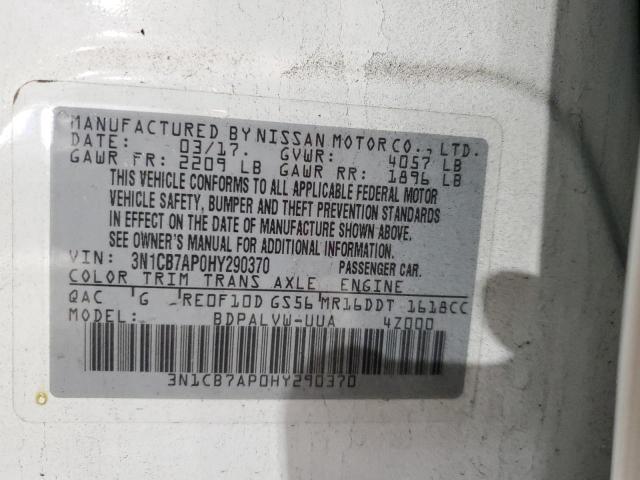 MANUFACTURED BY NISSAN MOTOR CO., LTD.
DATE: 03/17. GVWR: 4057 LB
GAWR FR: 2209 LB GAWR RR: 1896 LB
THIS VEHICLE CONFORMS TO ALL APPLICABLE FEDERAL MOTOR
VEHICLE SAFETY, BUMPER AND THEFT PREVENTION STANDARDS
IN EFFECT ON THE DATE OF MANUFACTURE SHOWN ABOVE.
SEE OWNER'S MANUAL FOR ADDITIONAL INFORMATION.
VIN: 3N1CB7AP0HY290370 PASSENGER CAR.
COLOR TRIM TRANS AXLE ENGINE
QAC G RE0F10D GS56 MR16DDT 1618CC
MODEL: BDPALVW-UUA 4Z000
3N1CB7AP0HY290370